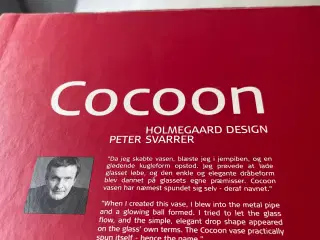 Cocoon
HOLMEGAARD DESIGN
PETER SVARRER
"Da jeg skabte vasen, blæste jeg i jernpiben, og en
glødende kugleform opstod. Jeg prøvede at lade
glasset løbe, og den enkle og elegante dråbeform
blev dannet på glassets egne præmisser. Cocoon
vasen har næmest spundet sig selv - deraf navnet."
"When I created this vase, I blew into the metal pipe
and a glowing ball formed. I tried to let the glass
flow, and the simple, elegant drop shape appeared
on the glass' own terms. The Cocoon vase practically
spun itself - hence the name."